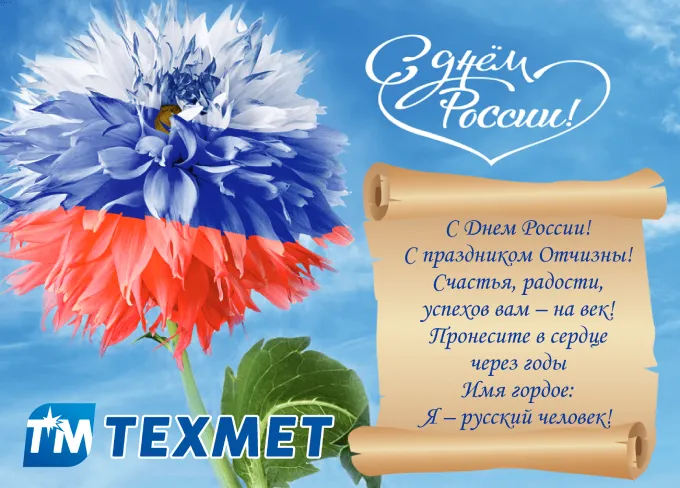 С днём
России!
С Днем России!
С праздником Отчизны!
Счастья, радости,
успехов вам – на век!
Пронесите в сердце
через годы
Имя гордое:
Я – русский человек!
ТМ ТЕХМЕТ